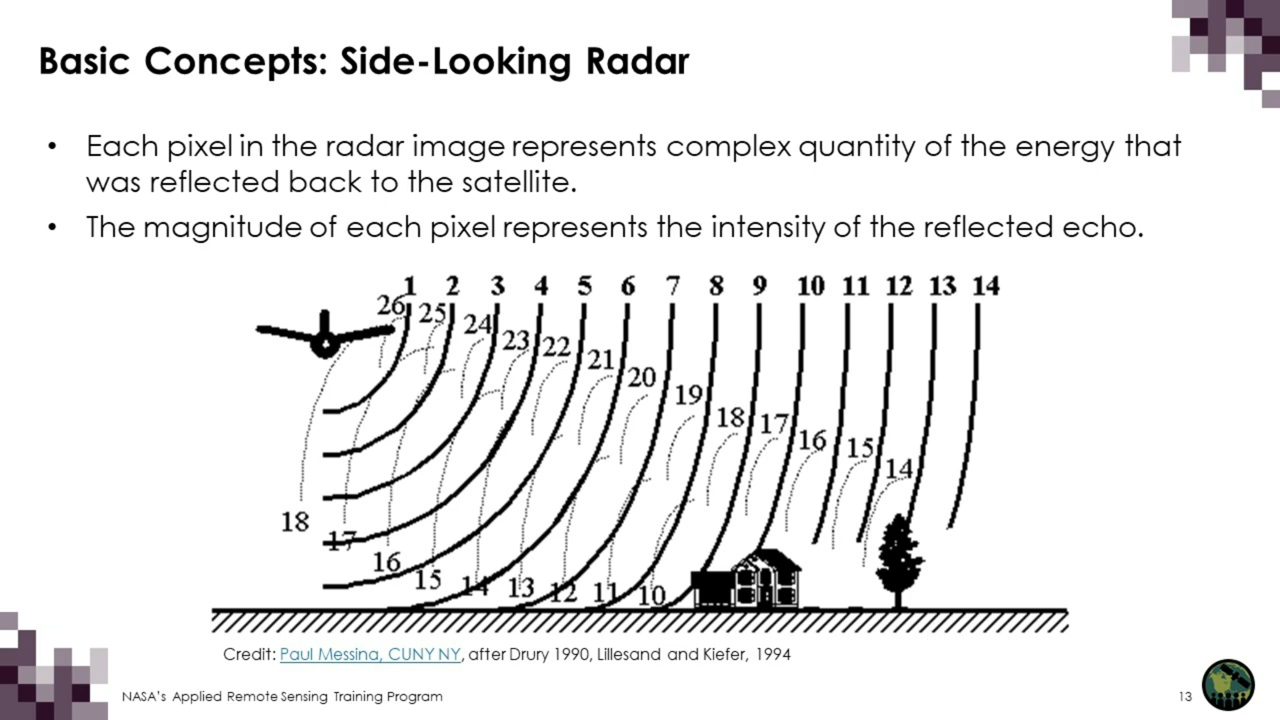 Basic Concepts: Side-Looking Radar
• Each pixel in the radar image represents complex quantity of the energy that
was reflected back to the satellite.
• The magnitude of each pixel represents the intensity of the reflected echo.
1 2 3 4 5 6 7 8 9 10 11 12 13 14
26 25 24 23 22 21 20 19 18 17 16 15 14
18 17 16 15 14 13 12 11 10
Credit: Paul Messina, CUNY NY, after Drury 1990, Lillesand and Kiefer, 1994
NASA's Applied Remote Sensing Training Program
13